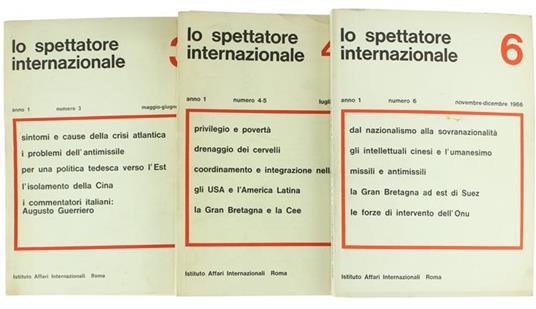 lo spettatore
internazionale
3
anno 1 numero 3 maggio-giugno
sintomi e cause della crisi atlantica
i problemi dell'antimissile
per una politica tedesca verso l'Est
l'isolamento della Cina
i commentatori italiani:
Augusto Guerriero
Istituto Affari Internazionali Roma
lo spettatore
internazionale
4
anno 1 numero 4-5
privilegio e povertà
drenaggio dei cervelli
coordinamento e integrazione nella
gli USA e l'America Latina
la Gran Bretagna e la Cee
Istituto Affari Internazionali Roma
lo spettatore
internazionale
6
anno 1 numero 6 novembre-dicembre 1966
dal nazionalismo alla sovranazionalità
gli intellettuali cinesi e l'umanesimo
missili e antimissili
la Gran Bretagna ad est di Suez
le forze di intervento dell'Onu
Istituto Affari Internazionali Roma